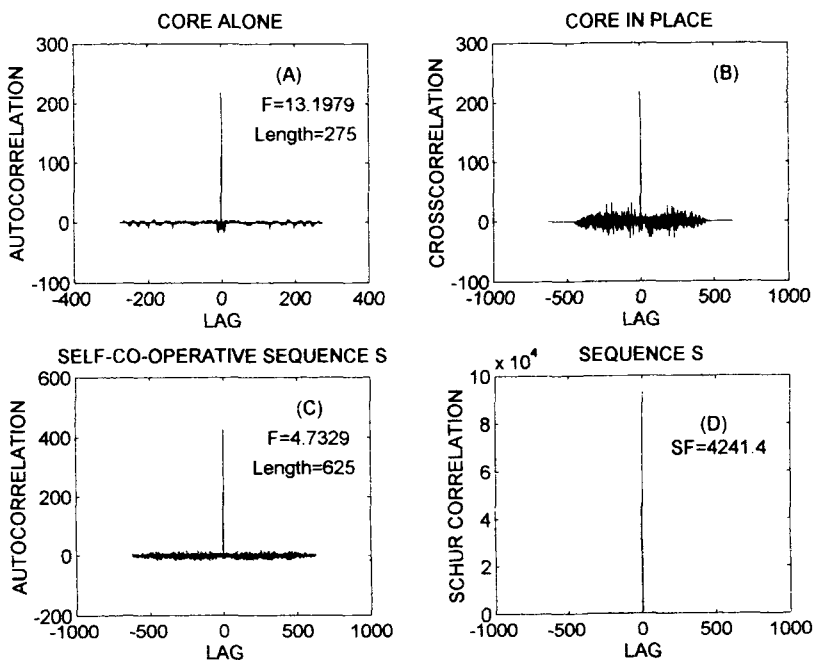 CORE ALONE
300
200
100
0
-100
AUTOCORRELATION
(A)
F=13.1979
Length=275
-400
-200
0
200
400
LAG
CORE IN PLACE
300
200
100
0
-100
CROSSCORRELATION
(B)
-1000
-500
0
500
1000
LAG
SELF-CO-OPERATIVE SEQUENCE S
600
400
200
0
-200
AUTOCORRELATION
(C)
F=4.7329
Length=625
-1000
-500
0
500
1000
LAG
x 10^4
SEQUENCE S
10
8
6
4
2
0
SCHUR CORRELATION
(D)
SF=4241.4
-1000
-500
0
500
1000
LAG